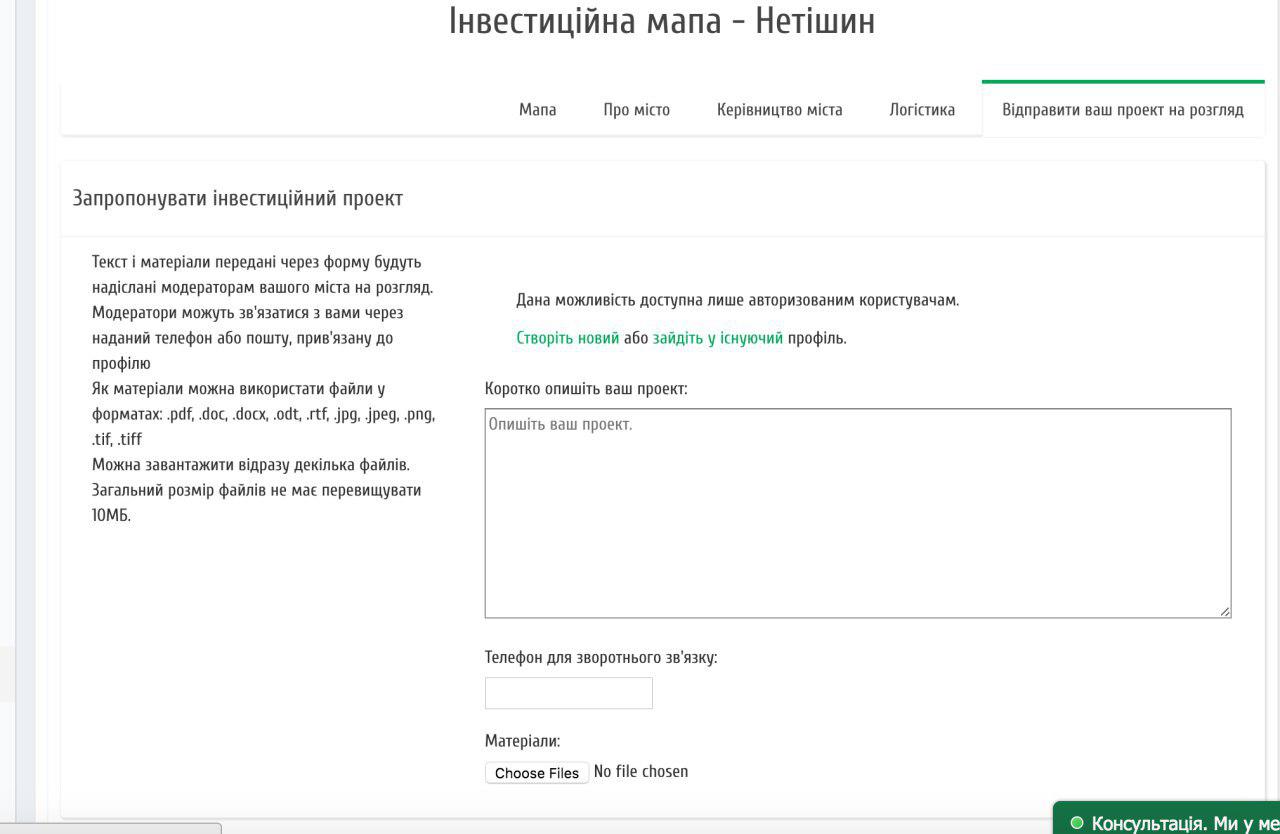 Інвестиційна мапа - Нетішин
Мапа Про місто Керівництво міста Логістика Відправити ваш проект на розгляд
Запропонувати інвестиційний проект
Текст і матеріали передані через форму будуть
надіслані модераторам вашого міста на розгляд.
Модератори можуть зв'язатися з вами через
наданий телефон або пошту, прив'язану до
профілю
Як матеріали можна використати файли у
форматах: .pdf, .doc, .docx, .odt, .rtf, .jpg, .jpeg, .png,
.tif, .tiff
Можна завантажити відразу декілька файлів.
Загальний розмір файлів не має перевищувати
10МБ.
Дана можливість доступна лише авторизованим користувачам.
Створіть новий або зайдіть у існуючий профіль.
Коротко опишіть ваш проект:
Опишіть ваш проект.
Телефон для зворотнього зв'язку:
Матеріали:
Choose Files No file chosen
Консультація. Ми у ме